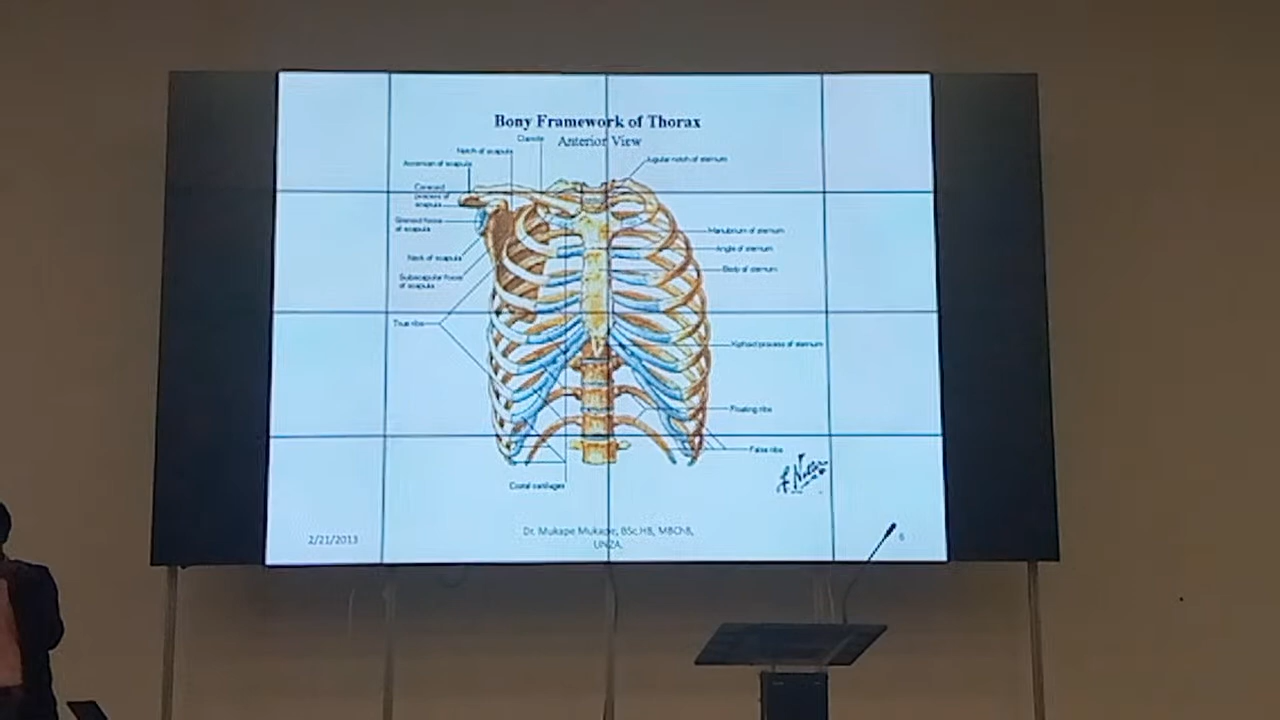 Bony Framework of Thorax
Anterior View
Clavicle
Notch of scapula
Acromion of scapula
Jugular notch of sternum
Coracoid
process of
scapula
Glenoid fossa
of scapula
Neck of scapula
Subscapular fossa
of scapula
True ribs
Manubrium of sternum
Angle of sternum
Body of sternum
Xiphoid process of sternum
Floating ribs
False ribs
Costal cartilages
F. Netter
2/21/2013
Dr. Mukape Mukape, BSc.HB, MBChB,
UNZA.
6